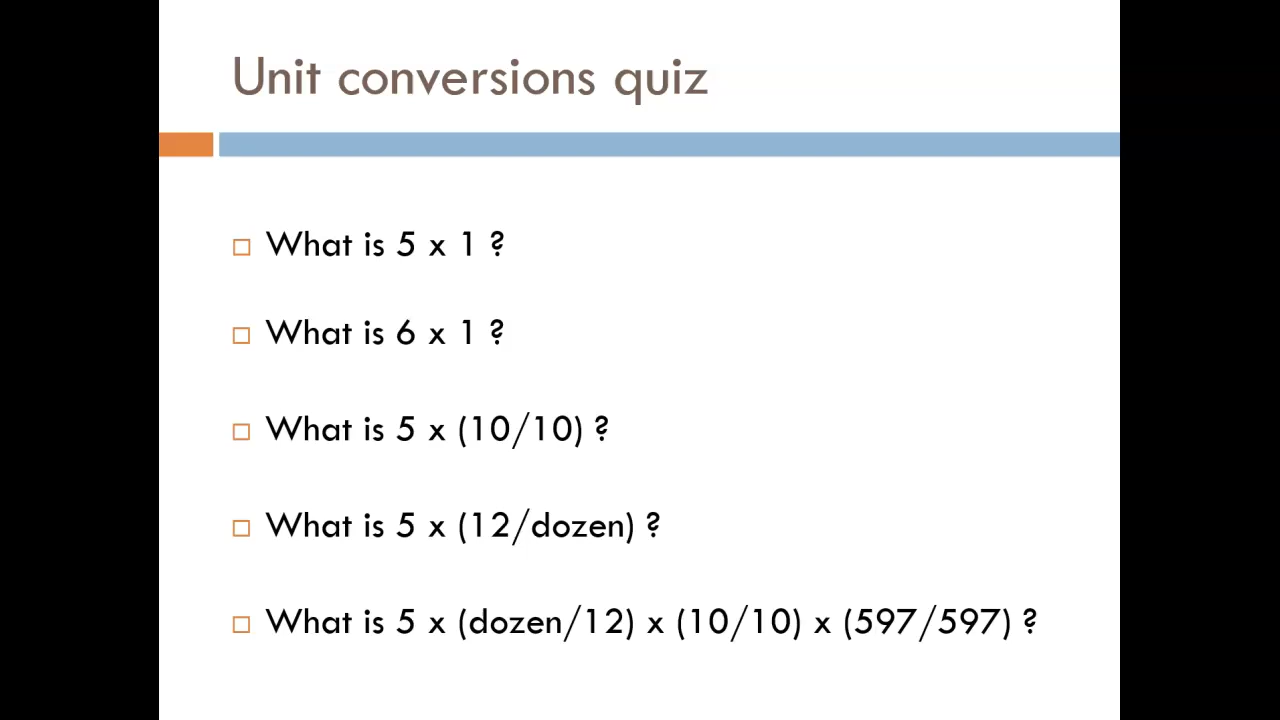 Unit conversions quiz
What is 5 x 1 ?
What is 6 x 1 ?
What is 5 x (10/10) ?
What is 5 x (12/dozen) ?
What is 5 x (dozen/12) x (10/10) x (597/597) ?